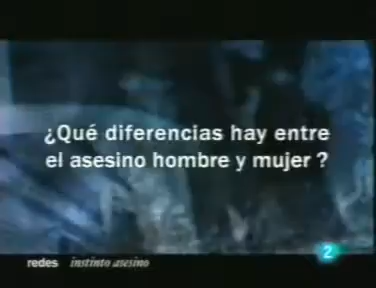 ¿Qué diferencias hay entre
el asesino hombre y mujer ?
2
redes instinto asesino